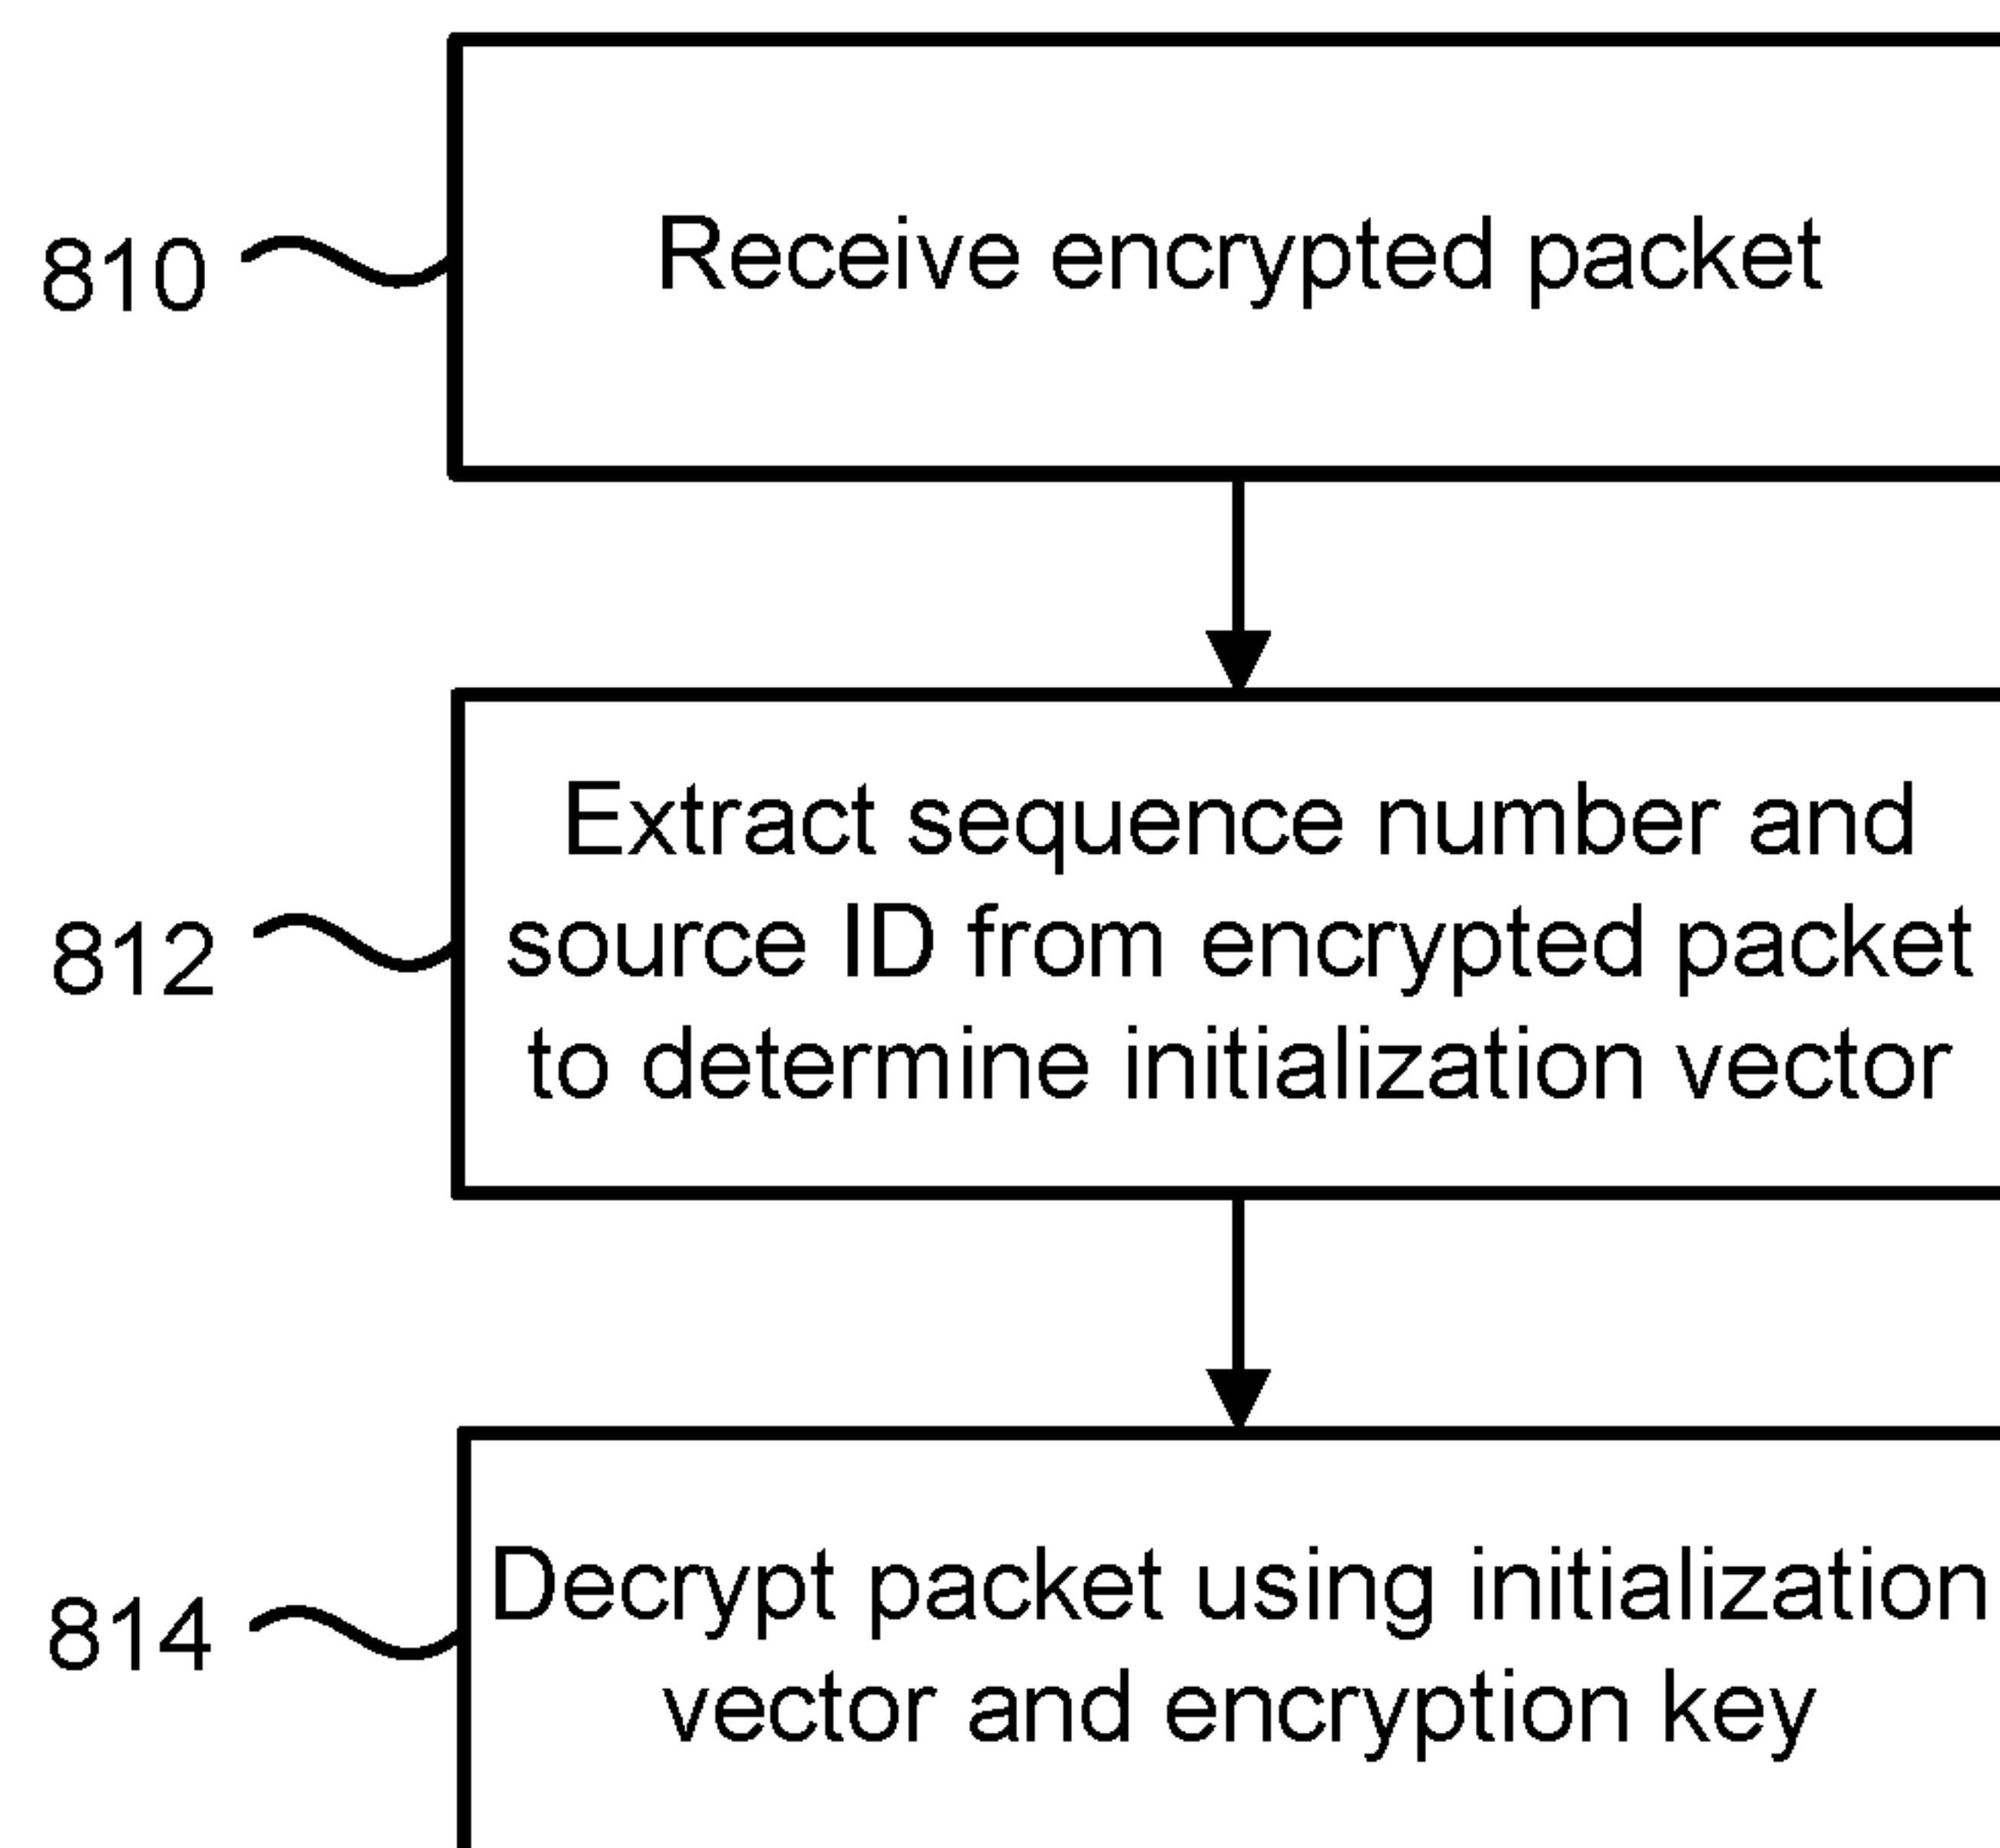 810
Receive encrypted packet
812
Extract sequence number and
source ID from encrypted packet
to determine initialization vector
814
Decrypt packet using initialization
vector and encryption key